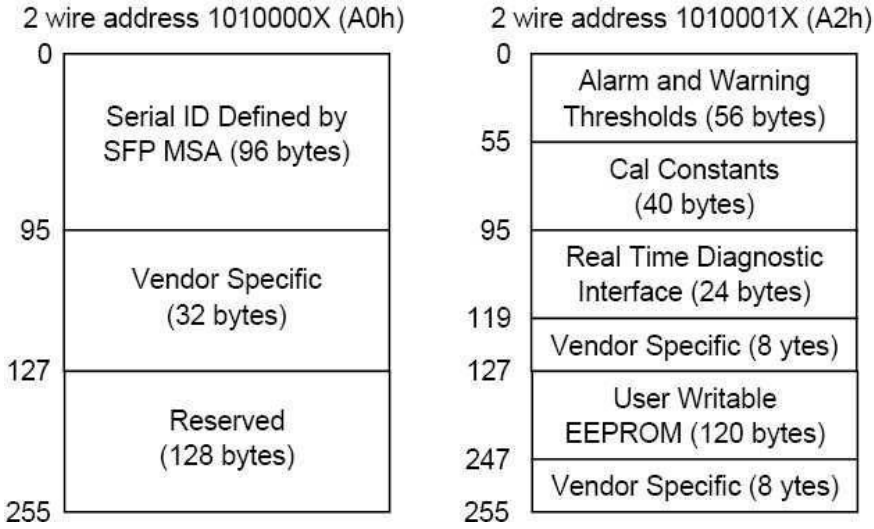 2 wire address 1010000X (A0h)
0
Serial ID Defined by
SFP MSA (96 bytes)
95
Vendor Specific
(32 bytes)
127
Reserved
(128 bytes)
255
2 wire address 1010001X (A2h)
0
Alarm and Warning
Thresholds (56 bytes)
55
Cal Constants
(40 bytes)
95
Real Time Diagnostic
Interface (24 bytes)
119
Vendor Specific (8 ytes)
127
User Writable
EEPROM (120 bytes)
247
Vendor Specific (8 ytes)
255